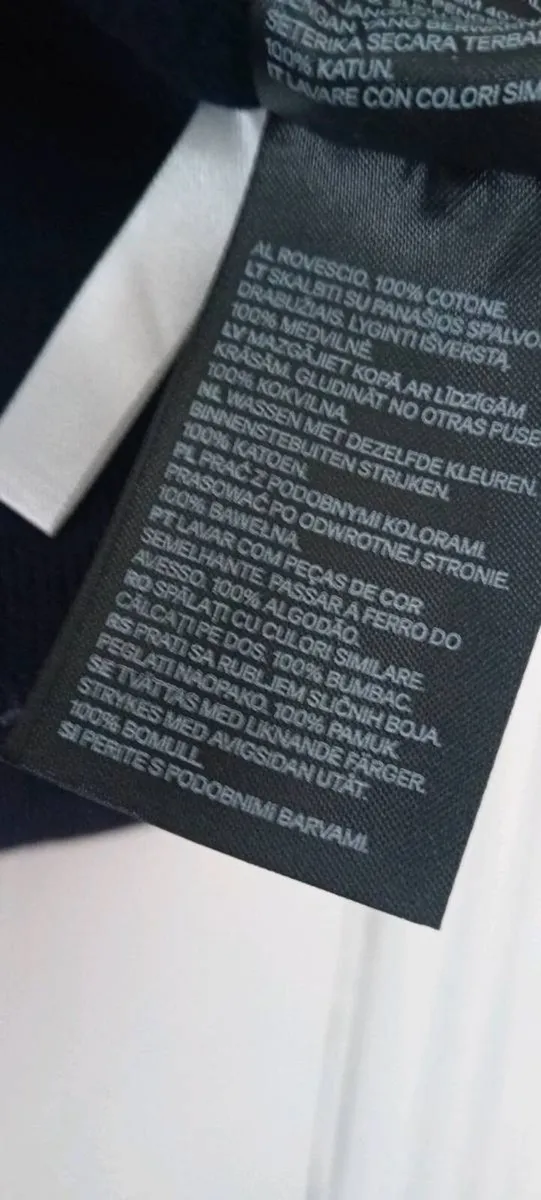 SETERIKA SECARA
100% KATUN.
IT LAVARE CON COLORI SIM
AL ROVESCIO. 100% COTONE
LT SKALBTI SU PANAŠIOS SPALVO
DRABUŽIAIS. LYGINTI IŠVERSTĄ,
100% MEDVILNĖ.
LV MAZGĀJIET KOPĀ AR LĪDZĪGĀM
KRĀSĀM. GLUDINĀT NO OTRAS PUSE
100% KOKVILNA.
NL WASSEN MET DEZELFDE KLEUREN.
BINNENSTEBUITEN STRIJKEN.
100% KATOEN.
PL PRAĆ Z PODOBNYMI KOLORAMI.
PRASOWAĆ PO ODWROTNEJ STRONIE.
100% BAWEŁNA.
PT LAVAR COM PEÇAS DE COR
SEMELHANTE. PASSAR A FERRO DO
AVESSO. 100% ALGODÃO.
RO SPĂLAȚI CU CULORI SIMILARE
CĂLCAȚI PE DOS. 100% BUMBAC.
RS PRATI SA RUBLJEM SLIČNIH BOJA.
PEGLATI NAOPAKO. 100% PAMUK.
SE TVÄTTAS MED LIKNANDE FÄRGER.
STRYKES MED AVIGSIDAN UTÅT.
100% BOMULL.
SI PERITE S PODOBNIMI BARVAMI.